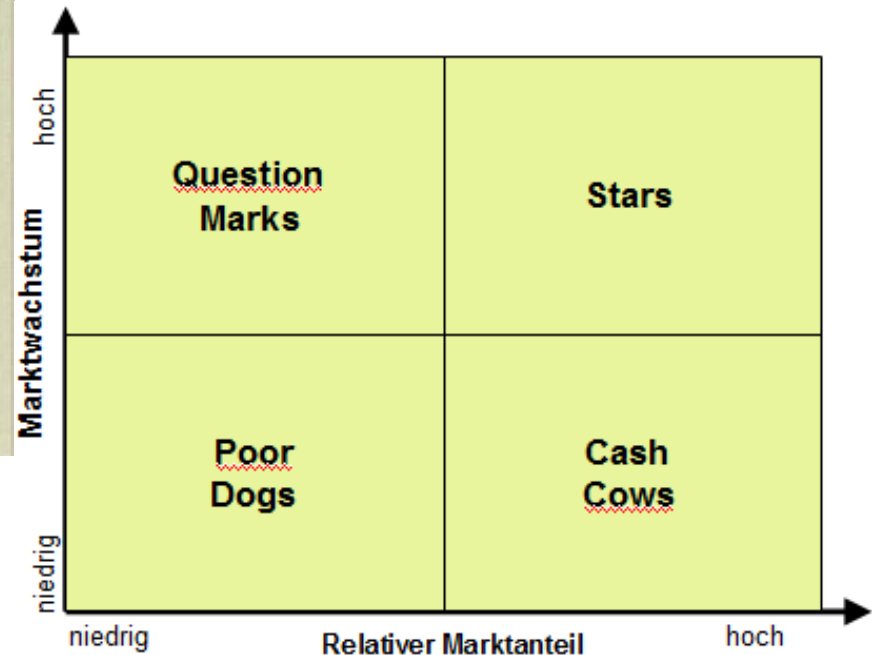 hoch
Marktwachstum
niedrig
Question
Marks
Stars
Poor
Dogs
Cash
Cows
niedrig
Relativer Marktanteil
hoch